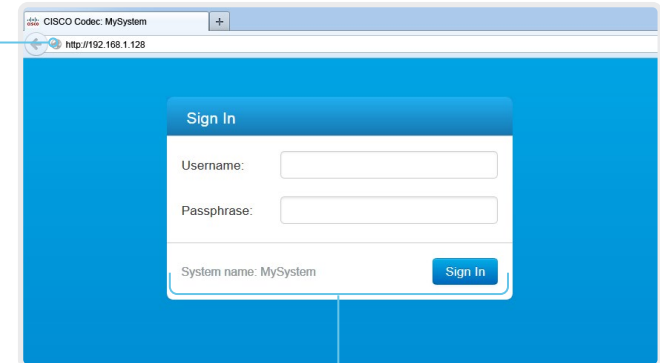 CISCO Codec: MySystem
+
http://192.168.1.128
Sign In
Username:
Passphrase:
System name: MySystem
Sign In